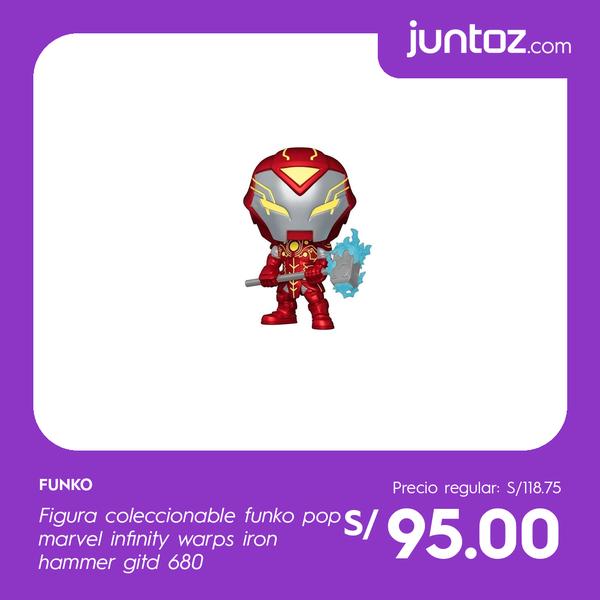 juntoz.com
FUNKO
Figura coleccionable funko pop
marvel infinity warps iron
hammer gitd 680
Precio regular: S/118.75
S/ 95.00